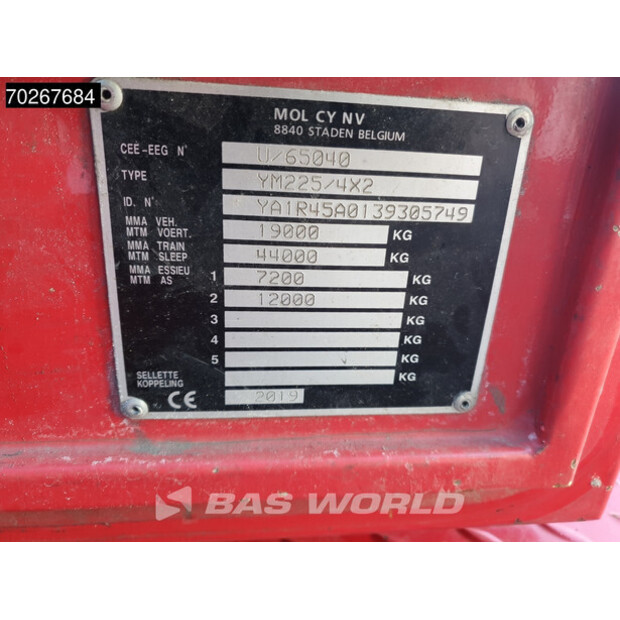 70267684
MOL CY NV
8840 STADEN BELGIUM
CEE-EEG N° U/65040
TYPE YM225/4X2
ID. N° YA1R45A0139305749
MMA VEH.
MTM VOERT. 19000 KG
MMA TRAIN
MTM SLEEP 44000 KG
MMA ESSIEU
MTM AS 1 7200 KG
2 12000 KG
3 KG
4 KG
5 KG
SELLETTE
KOPPELING KG
CE 2019
BAS WORLD